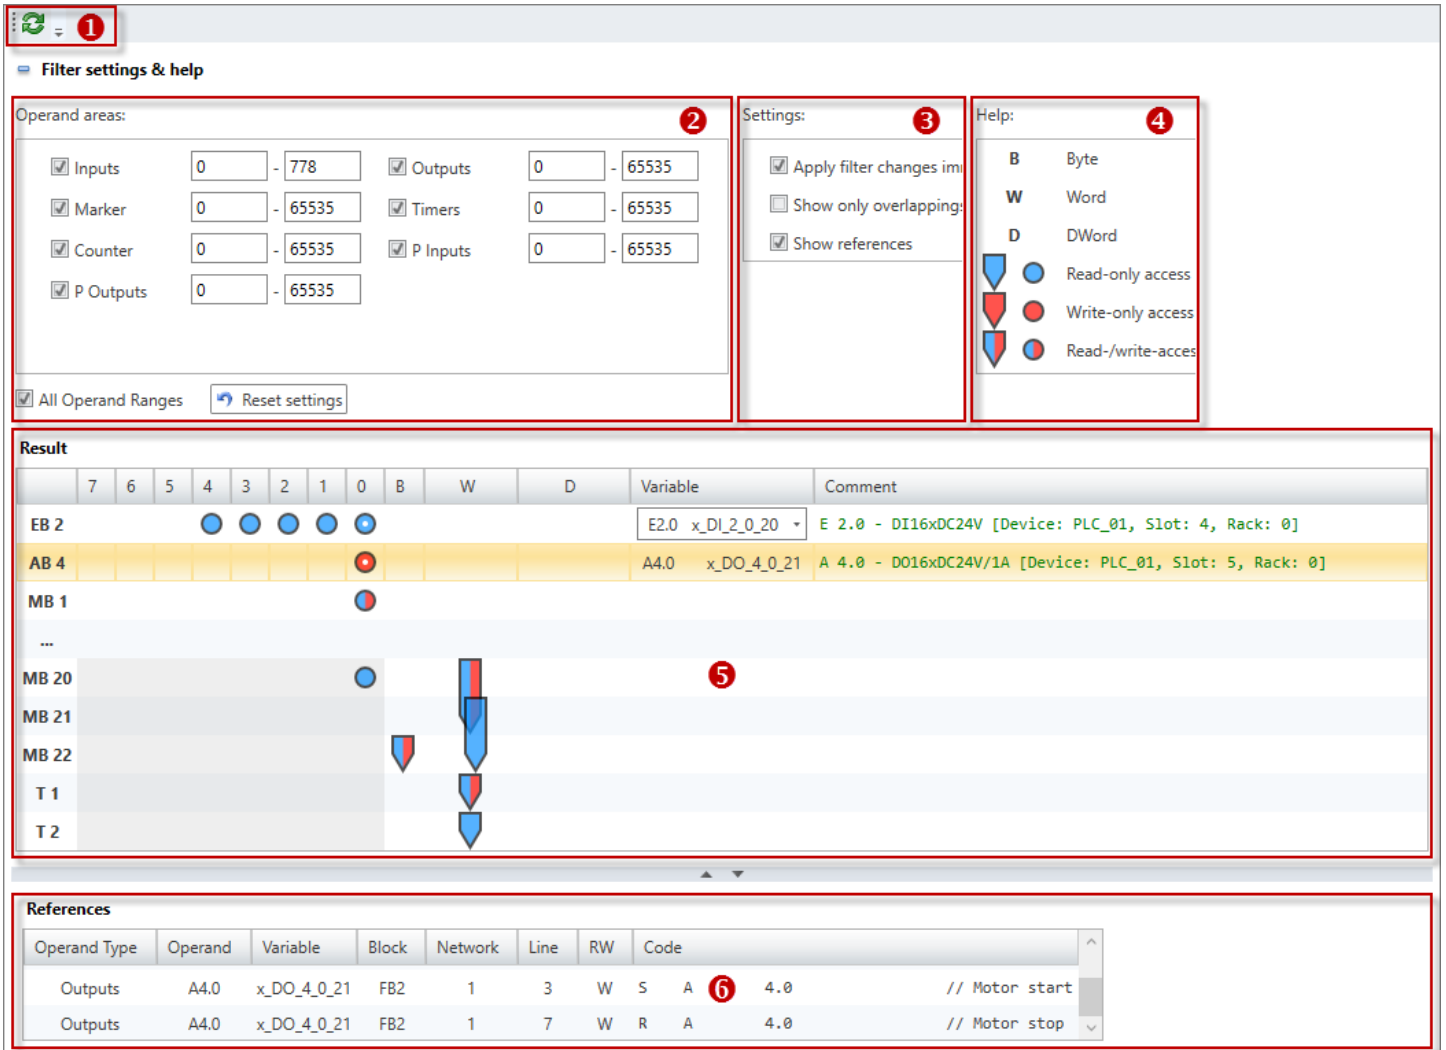 1
Filter settings & help
Operand areas: 2
Inputs 0 - 778 Outputs 0 - 65535
Marker 0 - 65535 Timers 0 - 65535
Counter 0 - 65535 P Inputs 0 - 65535
P Outputs 0 - 65535
All Operand Ranges Reset settings
Settings: 3
Apply filter changes im
Show only overlapping
Show references
Help: 4
B Byte
W Word
D DWord
Read-only access
Write-only access
Read-/write-acces
Result
7 6 5 4 3 2 1 0 B W D Variable Comment
EB 2 E2.0 x_DI_2_0_20 E 2.0 - DI16xDC24V [Device: PLC_01, Slot: 4, Rack: 0]
AB 4 A4.0 x_DO_4_0_21 A 4.0 - DO16xDC24V/1A [Device: PLC_01, Slot: 5, Rack: 0]
MB 1
...
MB 20 5
MB 21
MB 22
T 1
T 2
References
Operand Type Operand Variable Block Network Line RW Code
Outputs A4.0 x_DO_4_0_21 FB2 1 3 W S A 6 4.0 // Motor start
Outputs A4.0 x_DO_4_0_21 FB2 1 7 W R A 4.0 // Motor stop